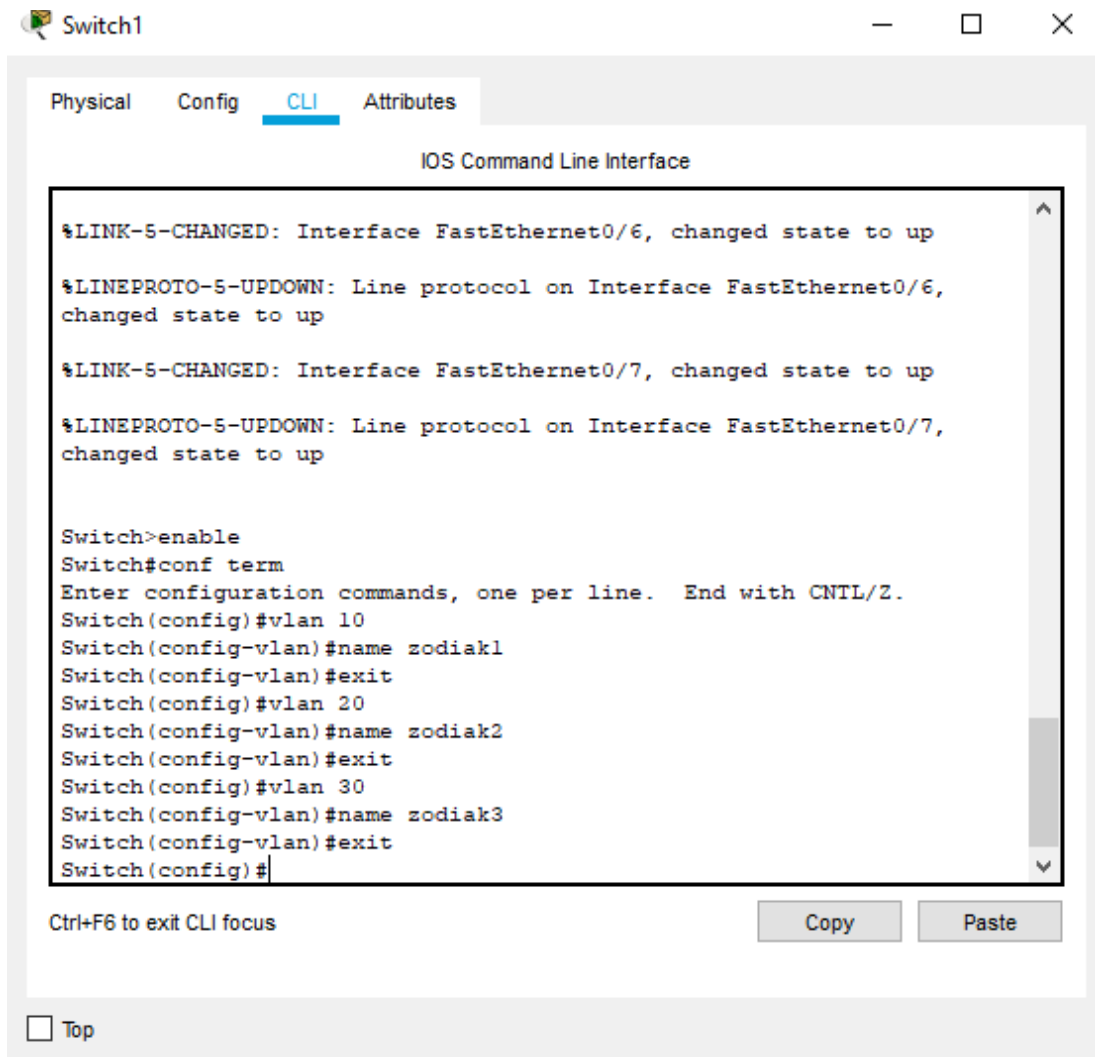 Switch1
Physical Config CLI Attributes
IOS Command Line Interface
%LINK-5-CHANGED: Interface FastEthernet0/6, changed state to up
%LINEPROTO-5-UPDOWN: Line protocol on Interface FastEthernet0/6,
changed state to up
%LINK-5-CHANGED: Interface FastEthernet0/7, changed state to up
%LINEPROTO-5-UPDOWN: Line protocol on Interface FastEthernet0/7,
changed state to up
Switch>enable
Switch#conf term
Enter configuration commands, one per line.  End with CNTL/Z.
Switch(config)#vlan 10
Switch(config-vlan)#name zodiak1
Switch(config-vlan)#exit
Switch(config)#vlan 20
Switch(config-vlan)#name zodiak2
Switch(config-vlan)#exit
Switch(config)#vlan 30
Switch(config-vlan)#name zodiak3
Switch(config-vlan)#exit
Switch(config)#
Ctrl+F6 to exit CLI focus Copy Paste
Top